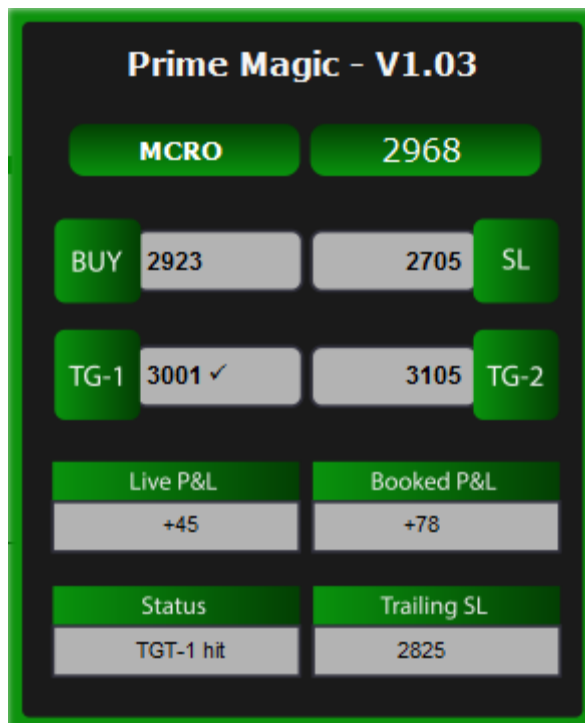 Prime Magic - V1.03
MCRO 2968
BUY 2923 2705 SL
TG-1 3001 ✓ 3105 TG-2
Live P&L Booked P&L
+45 +78
Status Trailing SL
TGT-1 hit 2825